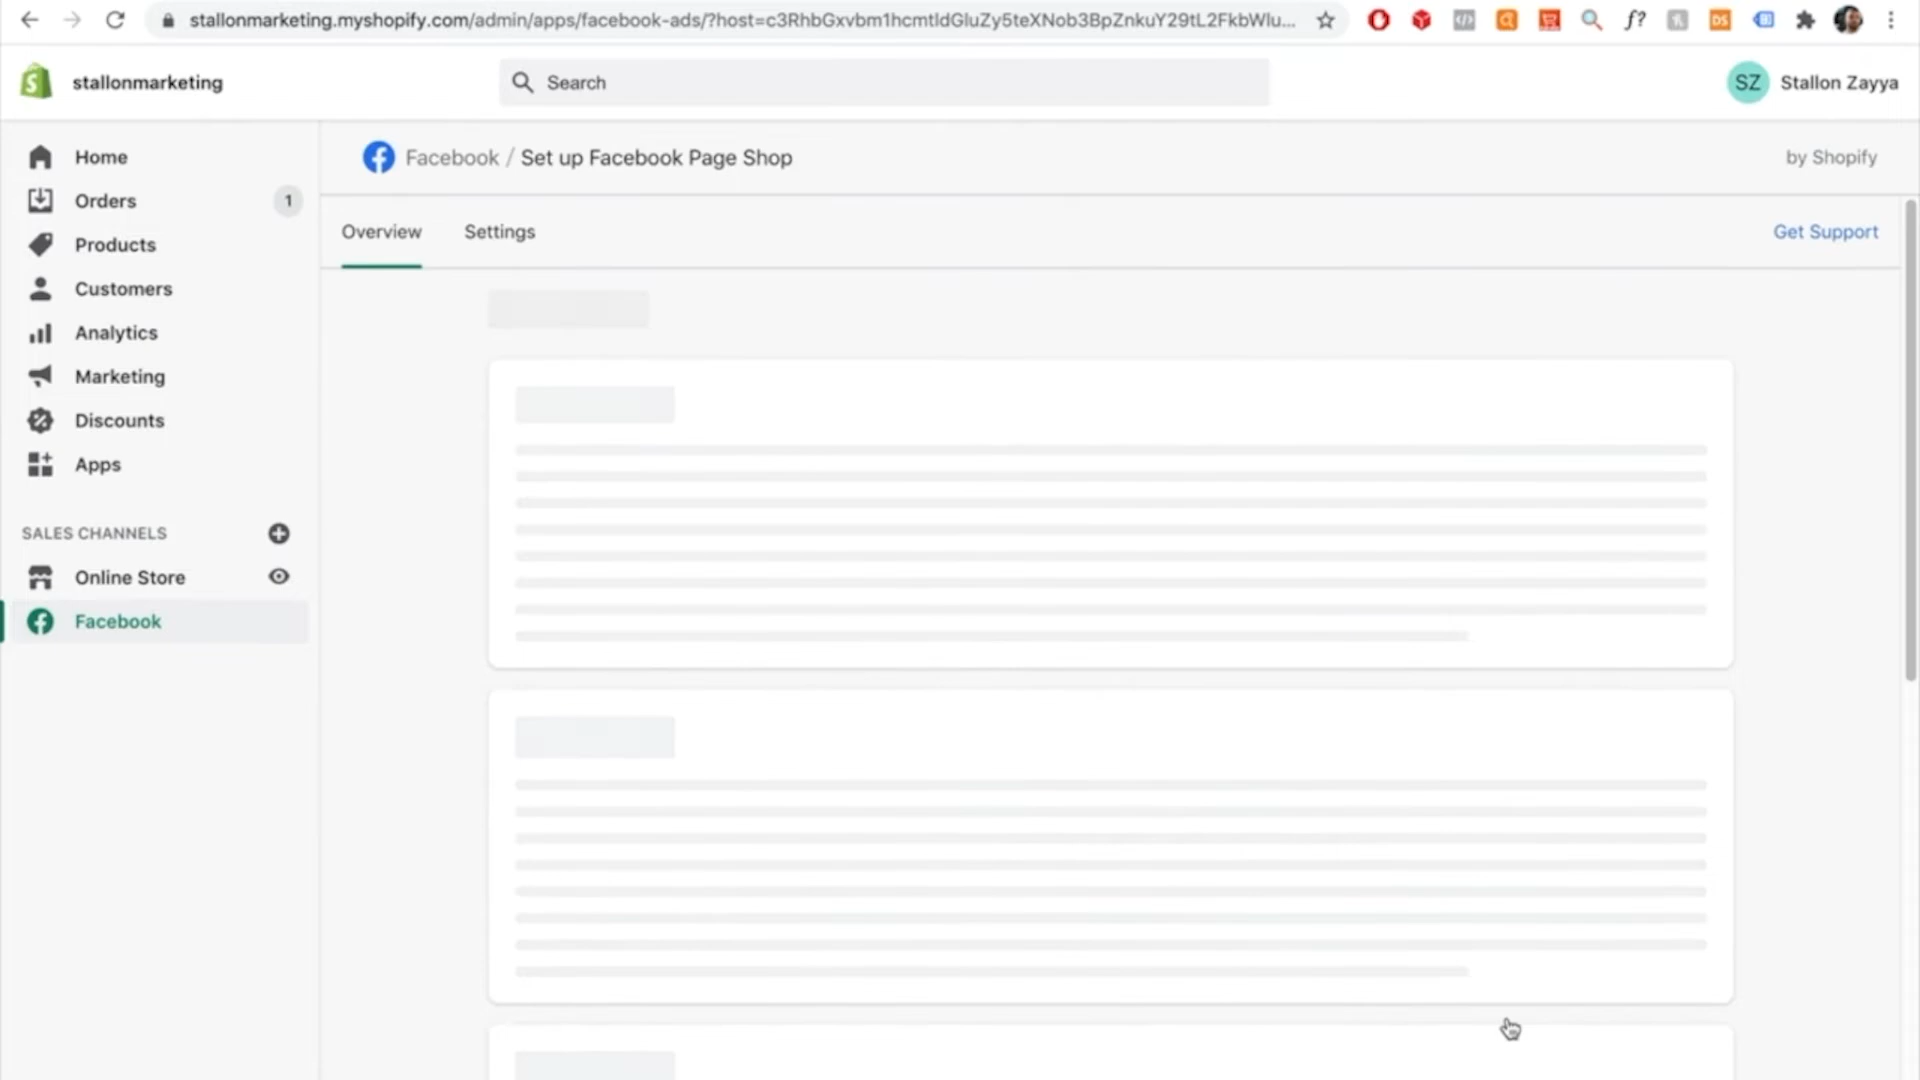 stallonmarketing.myshopify.com/admin/apps/facebook-ads/?host=c3RhbGxvbm1hcmtldGluZy5teXNob3BpZnkuY29tL2FkbWlu...
f?
DS
stallonmarketing
Search
SZ
Stallon Zayya
Home
Orders
1
Products
Customers
Analytics
Marketing
Discounts
Apps
SALES CHANNELS
Online Store
Facebook
Facebook / Set up Facebook Page Shop
by Shopify
Overview
Settings
Get Support